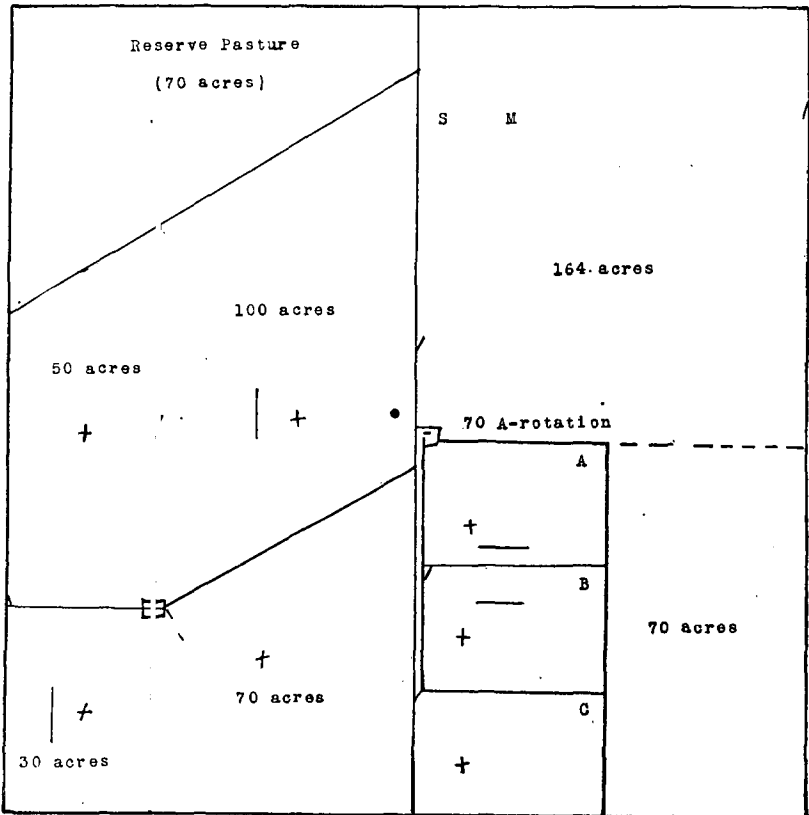 Reserve Pasture
(70 acres)
S M
164 acres
100 acres
50 acres
70 A-rotation
A
B
70 acres
70 acres
C
30 acres